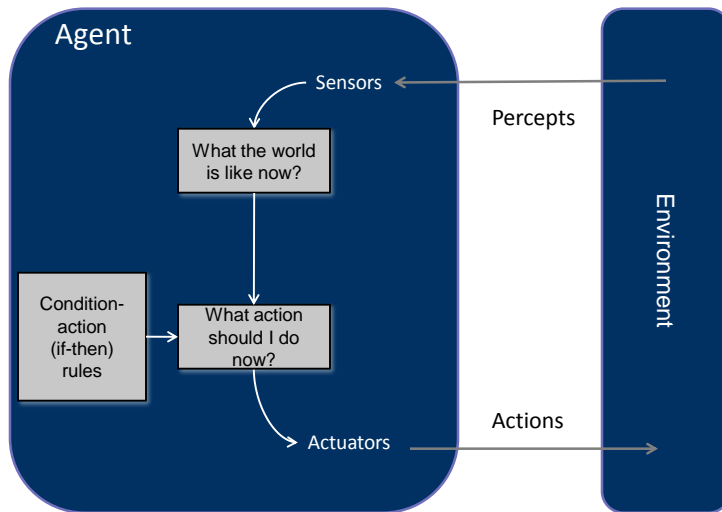 Agent
Sensors
Percepts
What the world
is like now?
Environment
Condition-
action
(if-then)
rules
What action
should I do
now?
Actuators
Actions